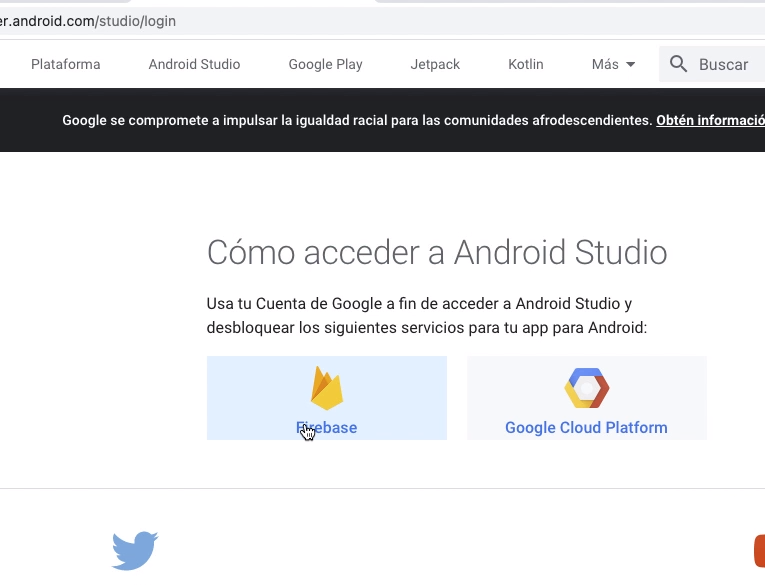 er.android.com/studio/login
Plataforma Android Studio Google Play Jetpack Kotlin Más Buscar
Google se compromete a impulsar la igualdad racial para las comunidades afrodescendientes. Obtén informació
Cómo acceder a Android Studio
Usa tu Cuenta de Google a fin de acceder a Android Studio y
desbloquear los siguientes servicios para tu app para Android:
Firebase Google Cloud Platform